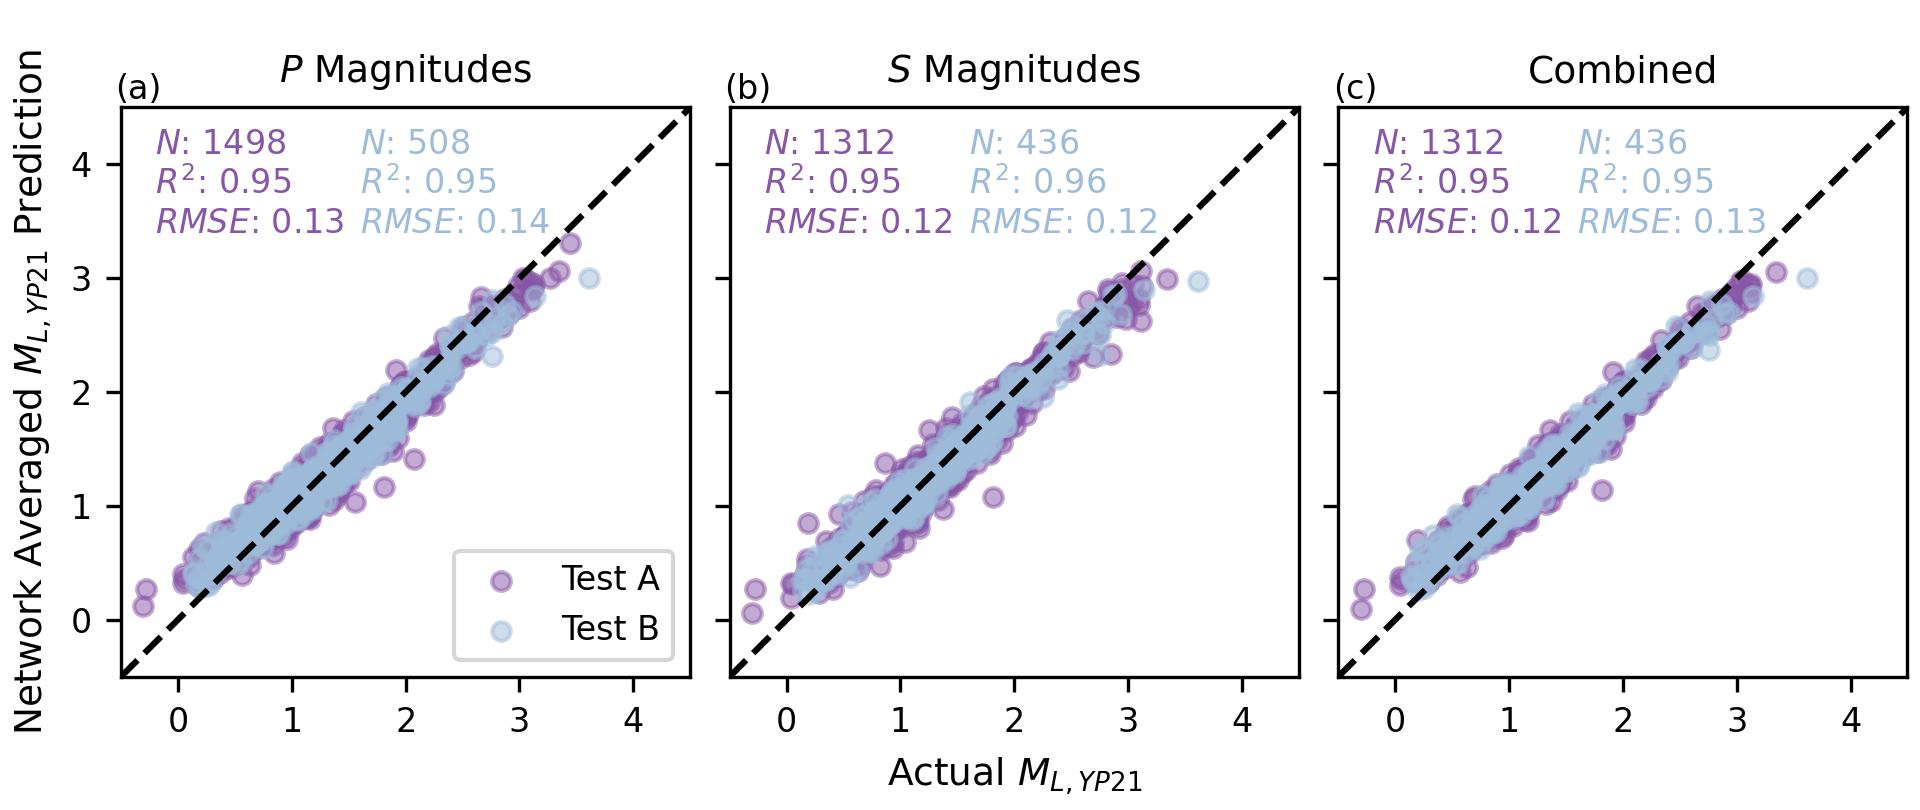 P Magnitudes
S Magnitudes
Combined
(a)
(b)
(c)
Network Averaged M_{L, YP21} Prediction
N: 1498
R²: 0.95
RMSE: 0.13
N: 508
R²: 0.95
RMSE: 0.14
N: 1312
R²: 0.95
RMSE: 0.12
N: 436
R²: 0.96
RMSE: 0.12
N: 1312
R²: 0.95
RMSE: 0.12
N: 436
R²: 0.95
RMSE: 0.13
4
3
2
1
0
Test A
Test B
0 1 2 3 4
0 1 2 3 4
0 1 2 3 4
Actual M_{L, YP21}